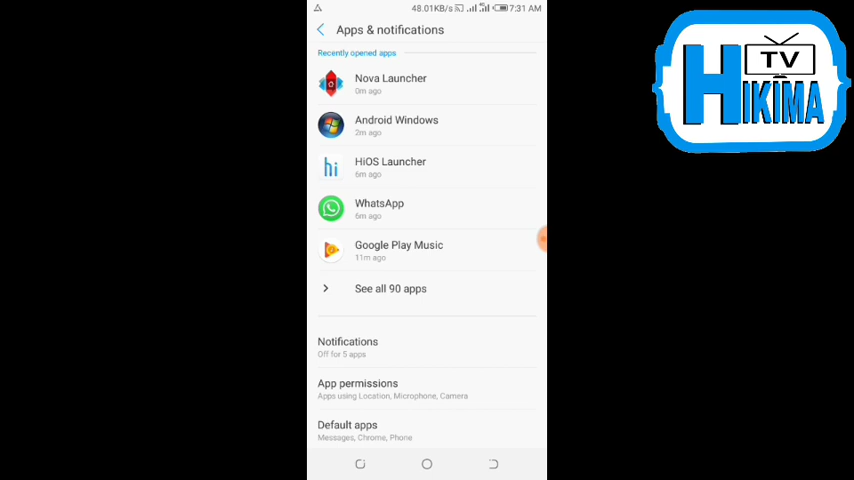 48.01KB/s 7:31 AM
Apps & notifications
Recently opened apps
Nova Launcher
0m ago
Android Windows
2m ago
hi
HiOS Launcher
6m ago
WhatsApp
6m ago
Google Play Music
11m ago
See all 90 apps
Notifications
Off for 5 apps
App permissions
Apps using Location, Microphone, Camera
Default apps
Messages, Chrome, Phone
TV
HIKIMA